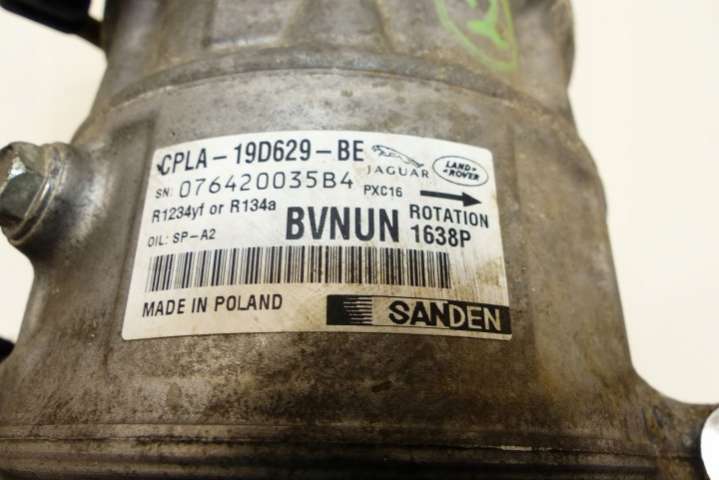 CPLA-19D629-BE JAGUAR LAND ROVER
SN: 076420035B4 PXC16
R1234yf or R134a BVNUN ROTATION
OIL: SP-A2 1638P
MADE IN POLAND SANDEN